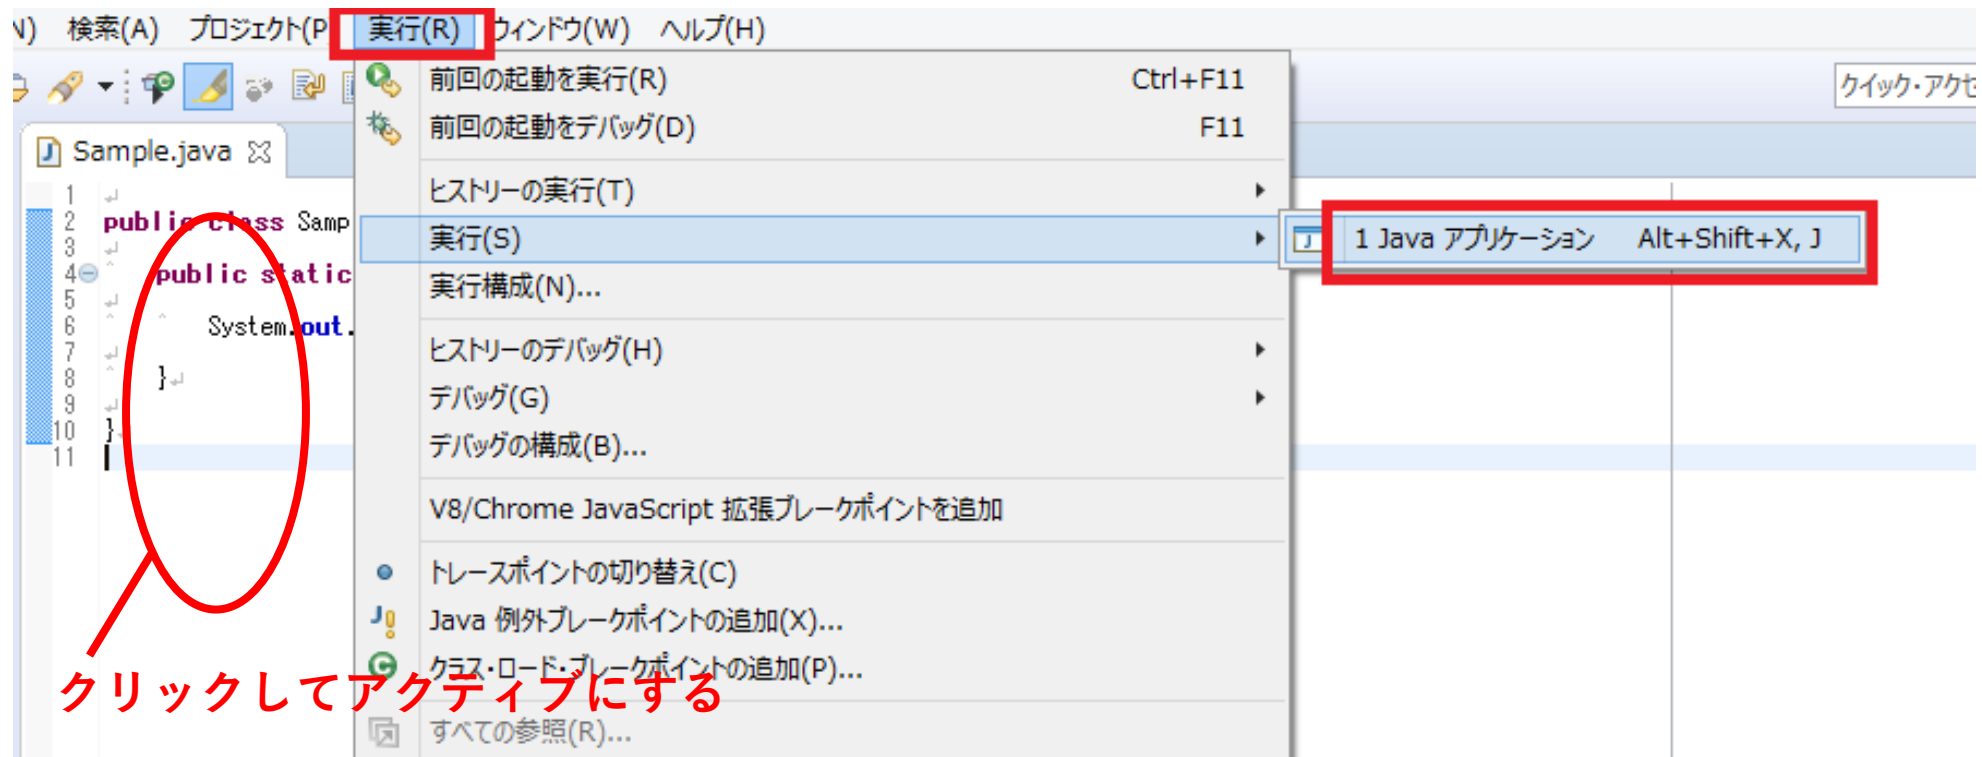 N) 検索(A) プロジェクト(P 実行(R) ウィンドウ(W) ヘルプ(H)
クイック・アクセ
Sample.java
前回の起動を実行(R) Ctrl+F11
前回の起動をデバッグ(D) F11
ヒストリーの実行(T)
実行(S)
1 Java アプリケーション Alt+Shift+X, J
実行構成(N)...
ヒストリーのデバッグ(H)
デバッグ(G)
デバッグの構成(B)...
V8/Chrome JavaScript 拡張ブレークポイントを追加
トレースポイントの切り替え(C)
Java 例外ブレークポイントの追加(X)...
クラス・ロード・ブレークポイントの追加(P)...
すべての参照(R)...
1
2 public class Samp
3
4 public static
5
6 System.out.
7
8 }
9
10 }
11
クリックしてアクティブにする